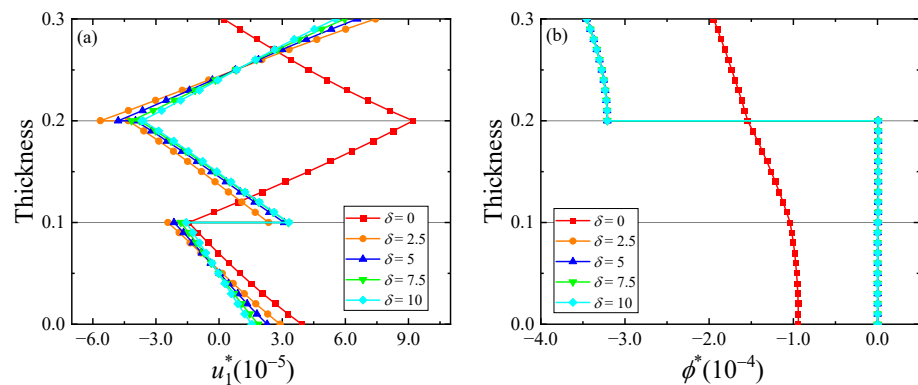 (a)
Thickness
0.3
0.2
0.1
0.0
δ = 0
δ = 2.5
δ = 5
δ = 7.5
δ = 10
−6.0 −3.0 0.0 3.0 6.0 9.0
u₁*(10⁻⁵)
(b)
Thickness
0.3
0.2
0.1
0.0
δ = 0
δ = 2.5
δ = 5
δ = 7.5
δ = 10
−4.0 −3.0 −2.0 −1.0 0.0
ϕ*(10⁻⁴)